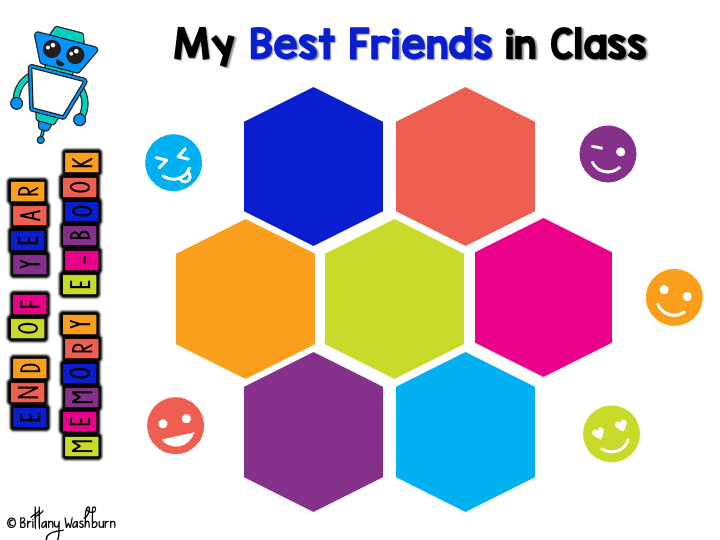 My Best Friends in Class
END OF YEAR
MEMORY E-BOOK
© Brittany Washburn